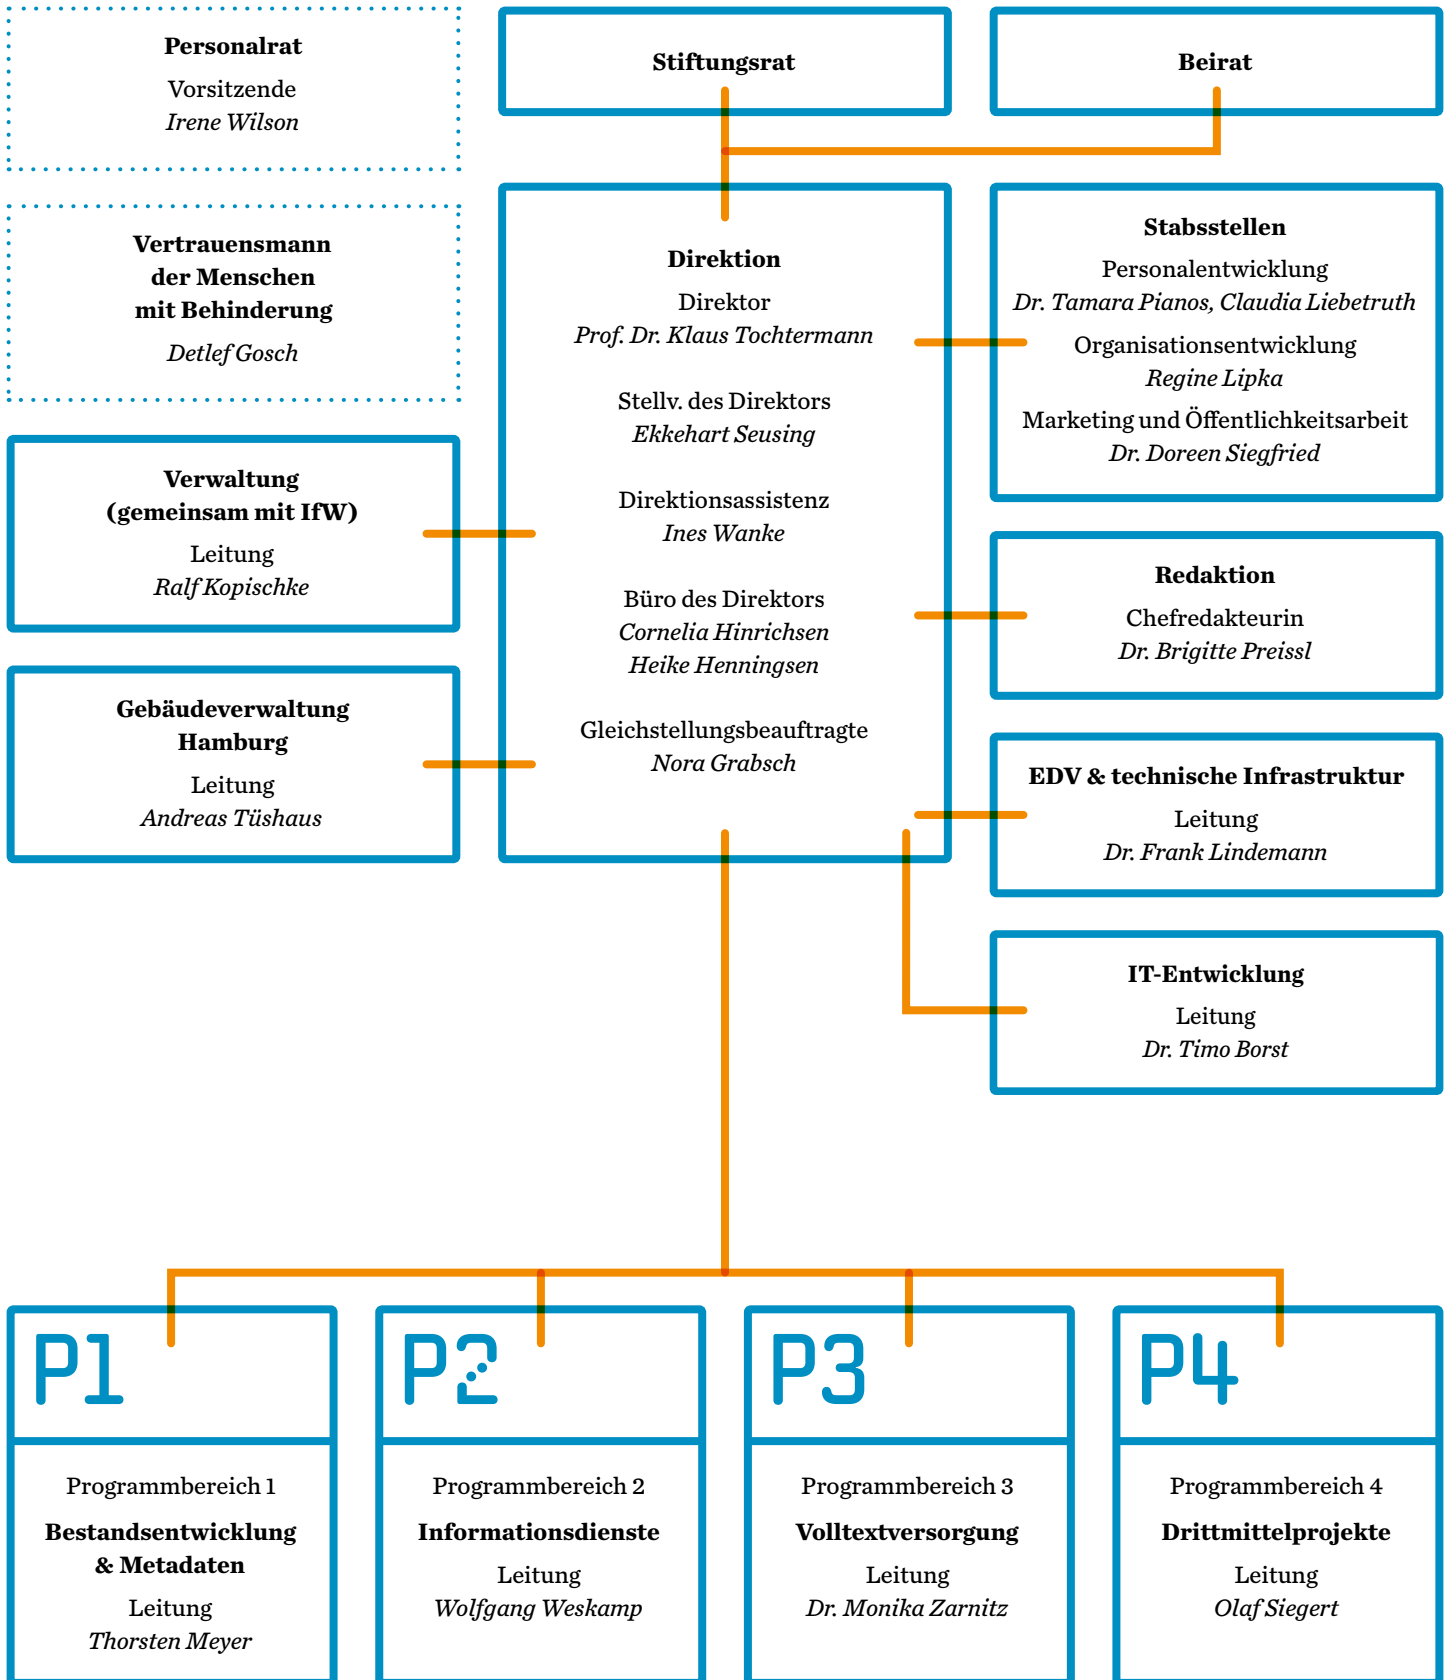 Personalrat
Vorsitzende
Irene Wilson
Stiftungsrat
Beirat
Vertrauensmann
der Menschen
mit Behinderung
Detlef Gosch
Direktion
Direktor
Prof. Dr. Klaus Tochtermann
Stellv. des Direktors
Ekkehart Seusing
Direktionsassistenz
Ines Wanke
Büro des Direktors
Cornelia Hinrichsen
Heike Henningsen
Gleichstellungsbeauftragte
Nora Grabsch
Stabsstellen
Personalentwicklung
Dr. Tamara Pianos, Claudia Liebetruth
Organisationsentwicklung
Regine Lipka
Marketing und Öffentlichkeitsarbeit
Dr. Doreen Siegfried
Verwaltung
(gemeinsam mit IfW)
Leitung
Ralf Kopischke
Redaktion
Chefredakteurin
Dr. Brigitte Preissl
Gebäudeverwaltung
Hamburg
Leitung
Andreas Tüshaus
EDV & technische Infrastruktur
Leitung
Dr. Frank Lindemann
IT-Entwicklung
Leitung
Dr. Timo Borst
P1
Programmbereich 1
Bestandsentwicklung
& Metadaten
Leitung
Thorsten Meyer
P2
Programmbereich 2
Informationsdienste
Leitung
Wolfgang Weskamp
P3
Programmbereich 3
Volltextversorgung
Leitung
Dr. Monika Zarnitz
P4
Programmbereich 4
Drittmittelprojekte
Leitung
Olaf Siegert